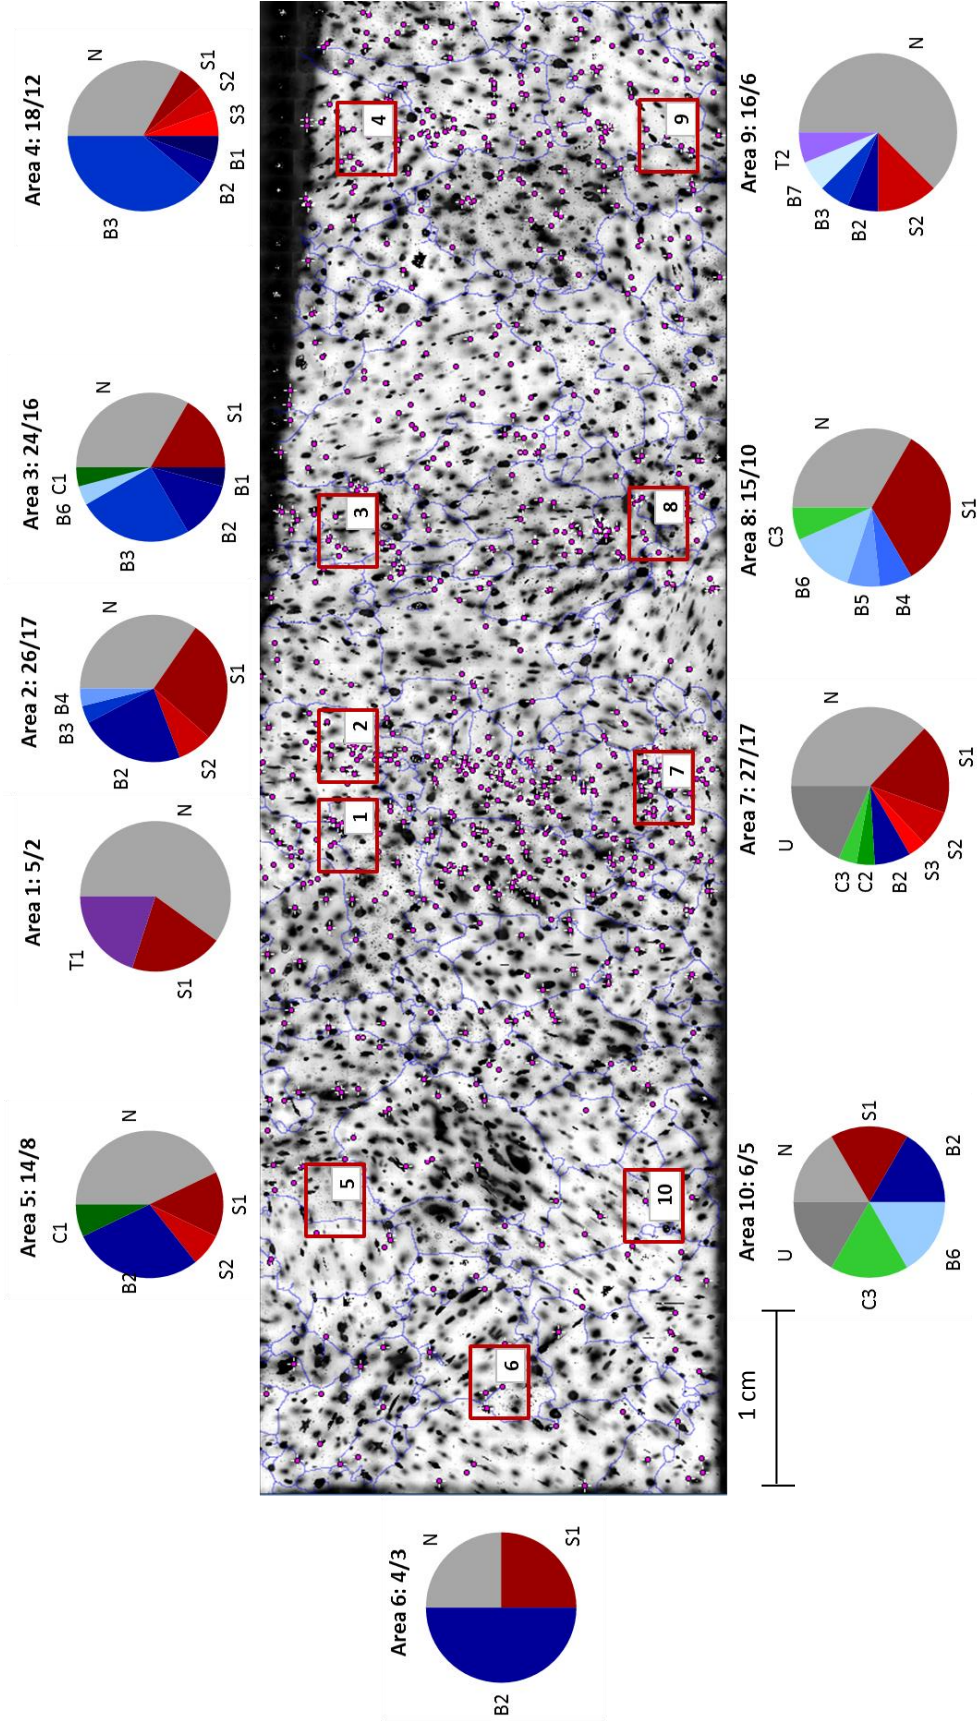 Area 6: 4/3
N
S1
B2
Area 5: 14/8
C1
N
B2
S2
S1
Area 1: 5/2
T1
N
S1
Area 2: 26/17
B3 B4
N
B2
S2
S1
Area 3: 24/16
B6 C1
N
B3
B2
B1
S1
Area 4: 18/12
N
B3
B2
B1
S3
S2
S1
5
1
2
3
4
6
10
7
8
9
1 cm
Area 10: 6/5
U
N
S1
C3
B6
B2
Area 7: 27/17
U
N
C3
C2
B2
S3
S2
S1
Area 8: 15/10
C3
N
B6
B5
B4
S1
Area 9: 16/6
T2
N
B7
B3
B2
S2